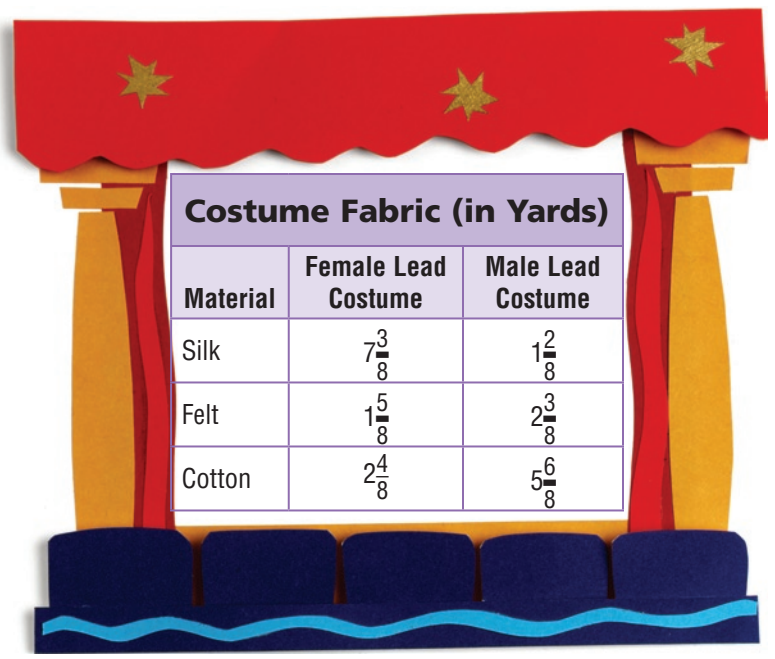 Costume Fabric (in Yards)
Material Female Lead Costume Male Lead Costume
Silk 7 3/8 1 2/8
Felt 1 5/8 2 3/8
Cotton 2 4/8 5 6/8